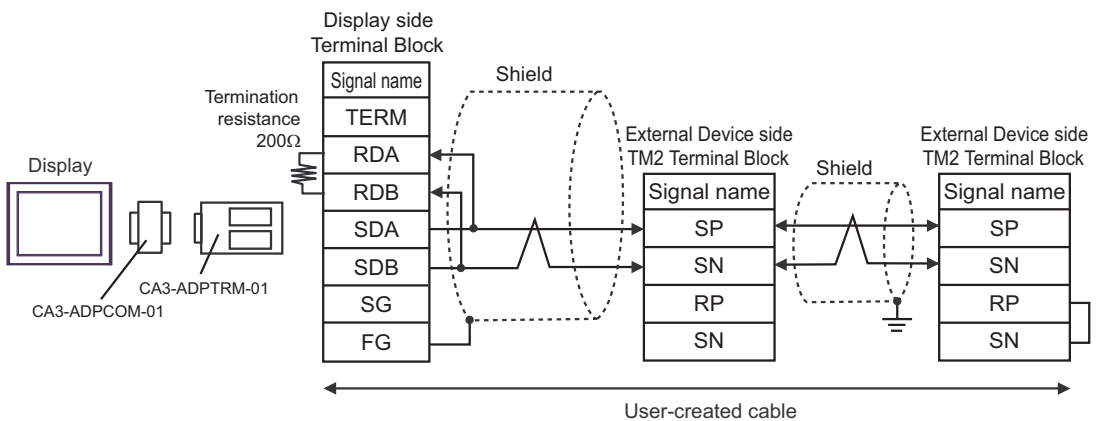 Display side
Terminal Block
Signal name
TERM
RDA
RDB
SDA
SDB
SG
FG
Termination
resistance
200Ω
Display
CA3-ADPCOM-01
CA3-ADPTRM-01
Shield
External Device side
TM2 Terminal Block
Signal name
SP
SN
RP
SN
Shield
External Device side
TM2 Terminal Block
Signal name
SP
SN
RP
SN
User-created cable